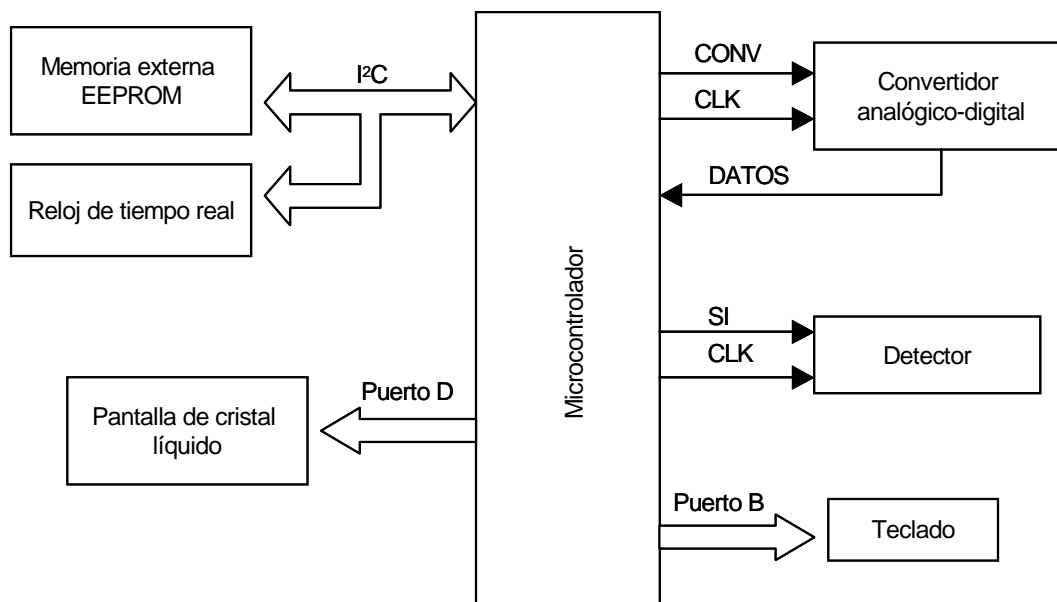 Memoria externa
EEPROM
I²C
Reloj de tiempo real
Pantalla de cristal
líquido
Puerto D
Microcontrolador
CONV
CLK
DATOS
Convertidor
analógico-digital
SI
CLK
Detector
Puerto B
Teclado